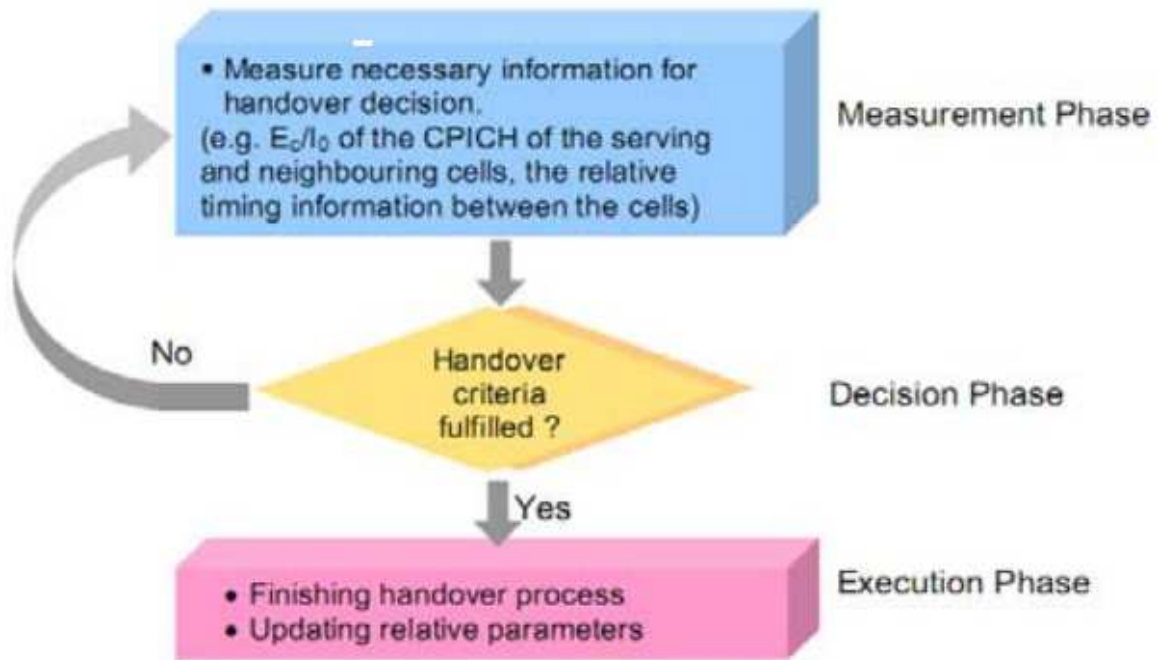 ▪ Measure necessary information for
handover decision.
(e.g. Ec/I0 of the CPICH of the serving
and neighbouring cells, the relative
timing information between the cells)
Measurement Phase
No
Handover
criteria
fulfilled ?
Decision Phase
Yes
• Finishing handover process
• Updating relative parameters
Execution Phase